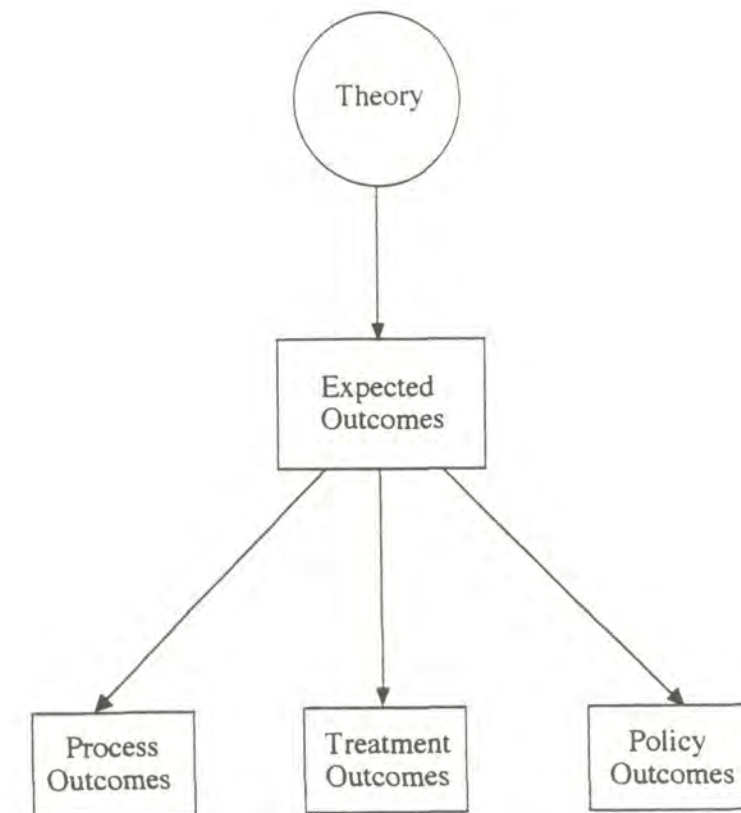 Theory
Expected
Outcomes
Process
Outcomes
Treatment
Outcomes
Policy
Outcomes